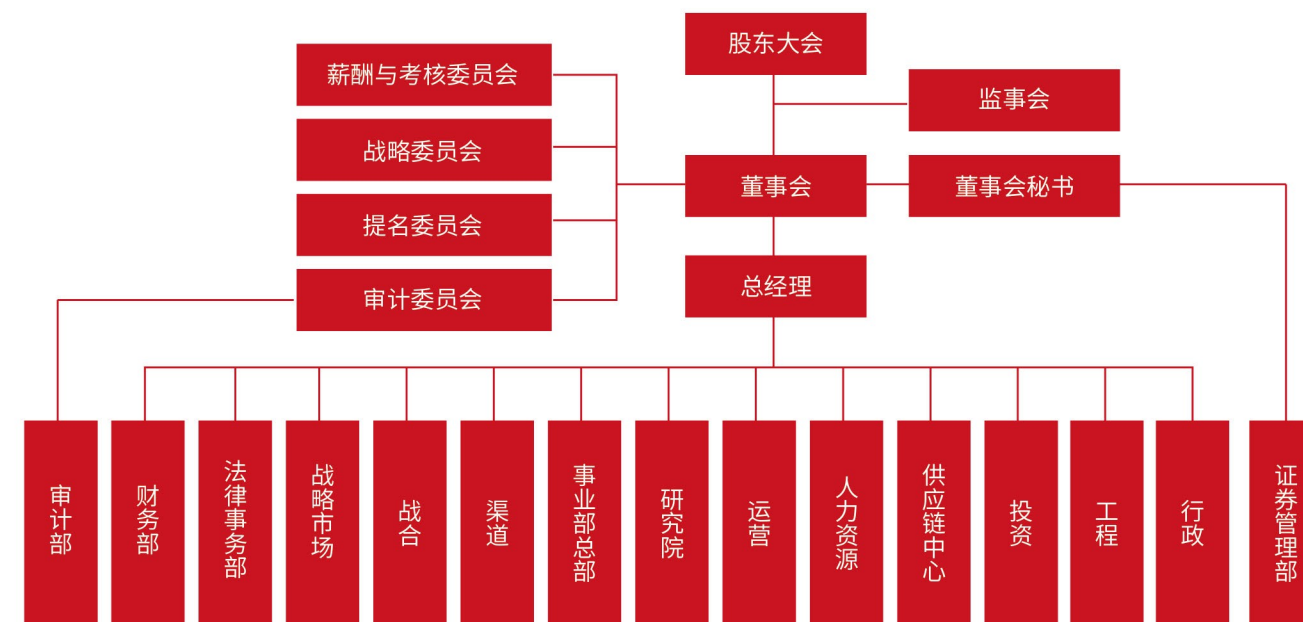 股东大会
薪酬与考核委员会
监事会
战略委员会
董事会
董事会秘书
提名委员会
总经理
审计委员会
审计部
财务部
法律事务部
战略市场
战合
渠道
事业部总部
研究院
运营
人力资源
供应链中心
投资
工程
行政
证券管理部